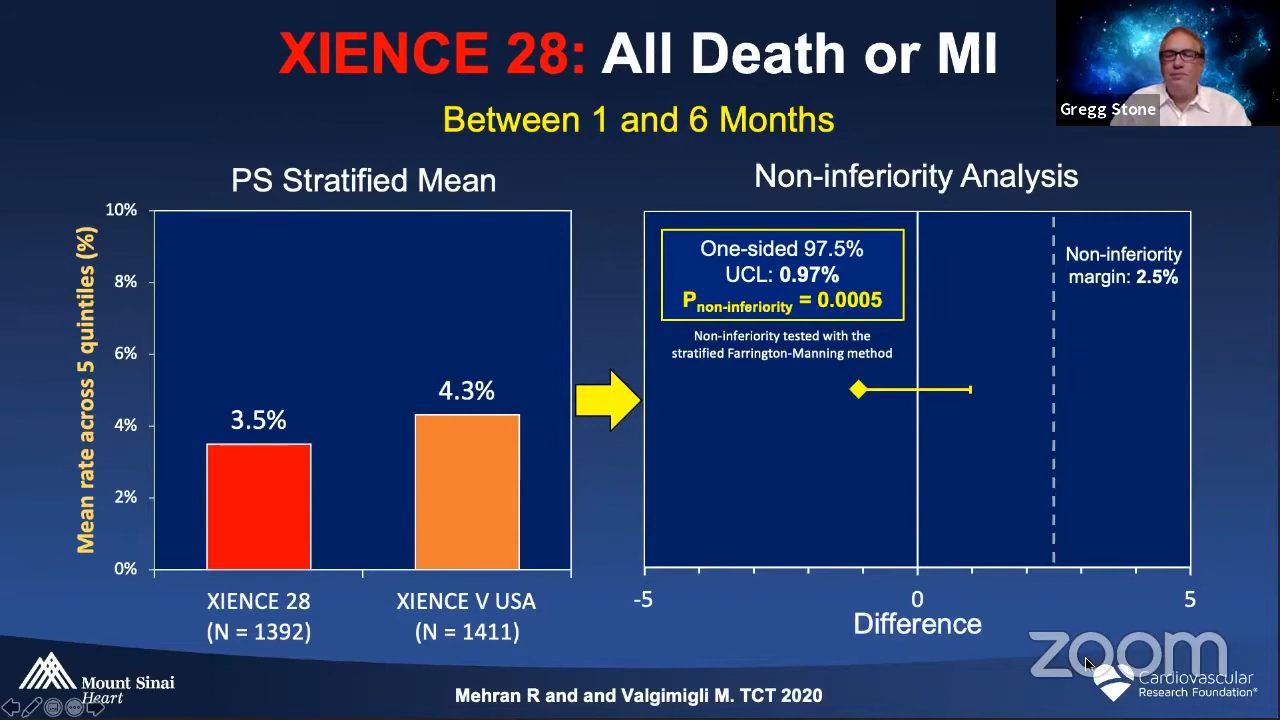 XIENCE 28: All Death or MI
Between 1 and 6 Months
Gregg Stone
PS Stratified Mean
Mean rate across 5 quintiles (%)
10%
8%
6%
4%
2%
0%
3.5%
4.3%
XIENCE 28
(N = 1392)
XIENCE V USA
(N = 1411)
Non-inferiority Analysis
One-sided 97.5%
UCL: 0.97%
Pnon-inferiority = 0.0005
Non-inferiority tested with the
stratified Farrington-Manning method
Non-inferiority
margin: 2.5%
-5
0
5
Difference
zoom
Mount Sinai
Heart
Mehran R and and Valgimigli M. TCT 2020
Cardiovascular
Research Foundation®